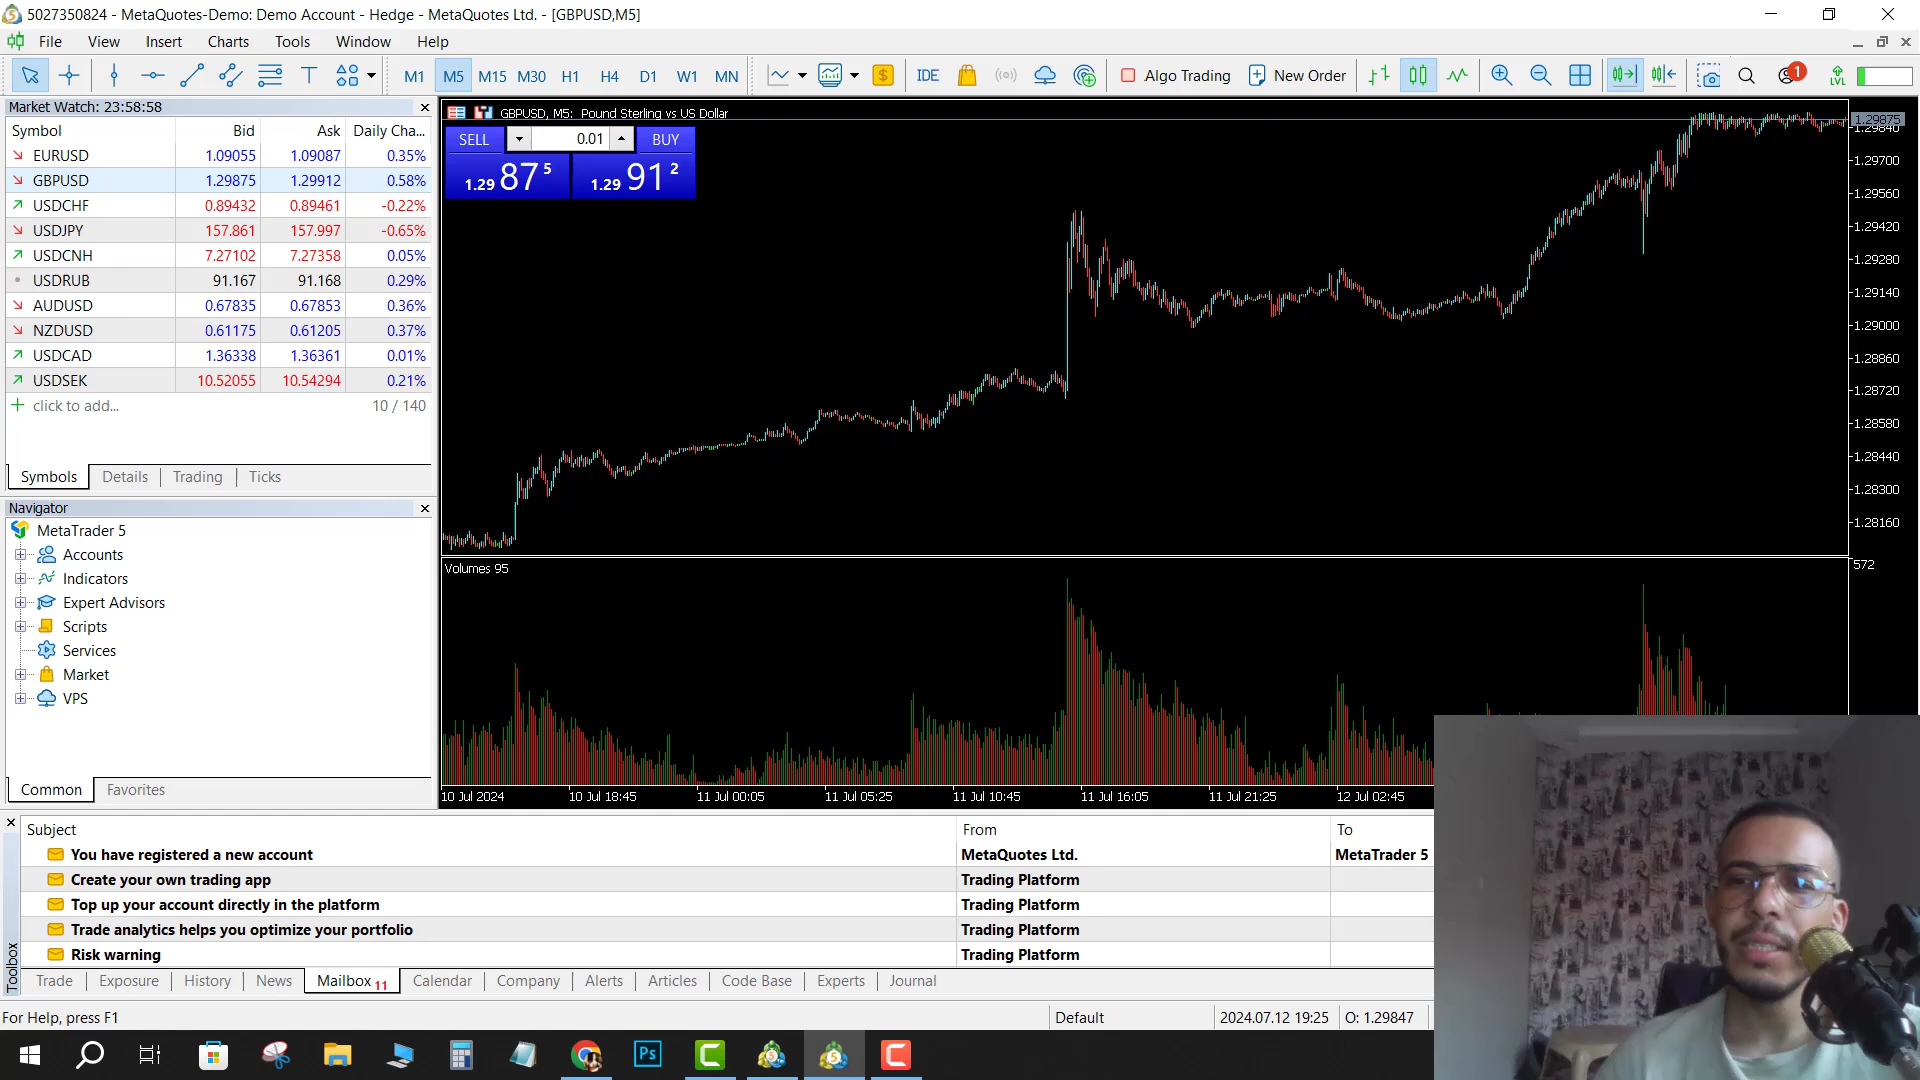 5027350824 - MetaQuotes-Demo: Demo Account - Hedge - MetaQuotes Ltd. - [GBPUSD,M5]
File View Insert Charts Tools Window Help
M1 M5 M15 M30 H1 H4 D1 W1 MN IDE Algo Trading New Order 1 LVL
Market Watch: 23:58:58
Symbol Bid Ask Daily Cha...
EURUSD 1.09055 1.09087 0.35%
GBPUSD 1.29875 1.29912 0.58%
USDCHF 0.89432 0.89461 -0.22%
USDJPY 157.861 157.997 -0.65%
USDCNH 7.27102 7.27358 0.05%
USDRUB 91.167 91.168 0.29%
AUDUSD 0.67835 0.67853 0.36%
NZDUSD 0.61175 0.61205 0.37%
USDCAD 1.36338 1.36361 0.01%
USDSEK 10.52055 10.54294 0.21%
click to add... 10 / 140
Symbols Details Trading Ticks
Navigator
MetaTrader 5
Accounts
Indicators
Expert Advisors
Scripts
Services
Market
VPS
Common Favorites
GBPUSD, M5: Pound Sterling vs US Dollar
SELL 0.01 BUY
1.29 87 5 1.29 91 2
1.29875
1.29840
1.29700
1.29560
1.29420
1.29280
1.29140
1.29000
1.28860
1.28720
1.28580
1.28440
1.28300
1.28160
Volumes 95
572
10 Jul 2024 10 Jul 18:45 11 Jul 00:05 11 Jul 05:25 11 Jul 10:45 11 Jul 16:05 11 Jul 21:25 12 Jul 02:45
Subject From To
You have registered a new account MetaQuotes Ltd. MetaTrader 5
Create your own trading app Trading Platform
Top up your account directly in the platform Trading Platform
Trade analytics helps you optimize your portfolio Trading Platform
Risk warning Trading Platform
Toolbox
Trade Exposure History News Mailbox 11 Calendar Company Alerts Articles Code Base Experts Journal
For Help, press F1 Default 2024.07.12 19:25 O: 1.29847
Ps